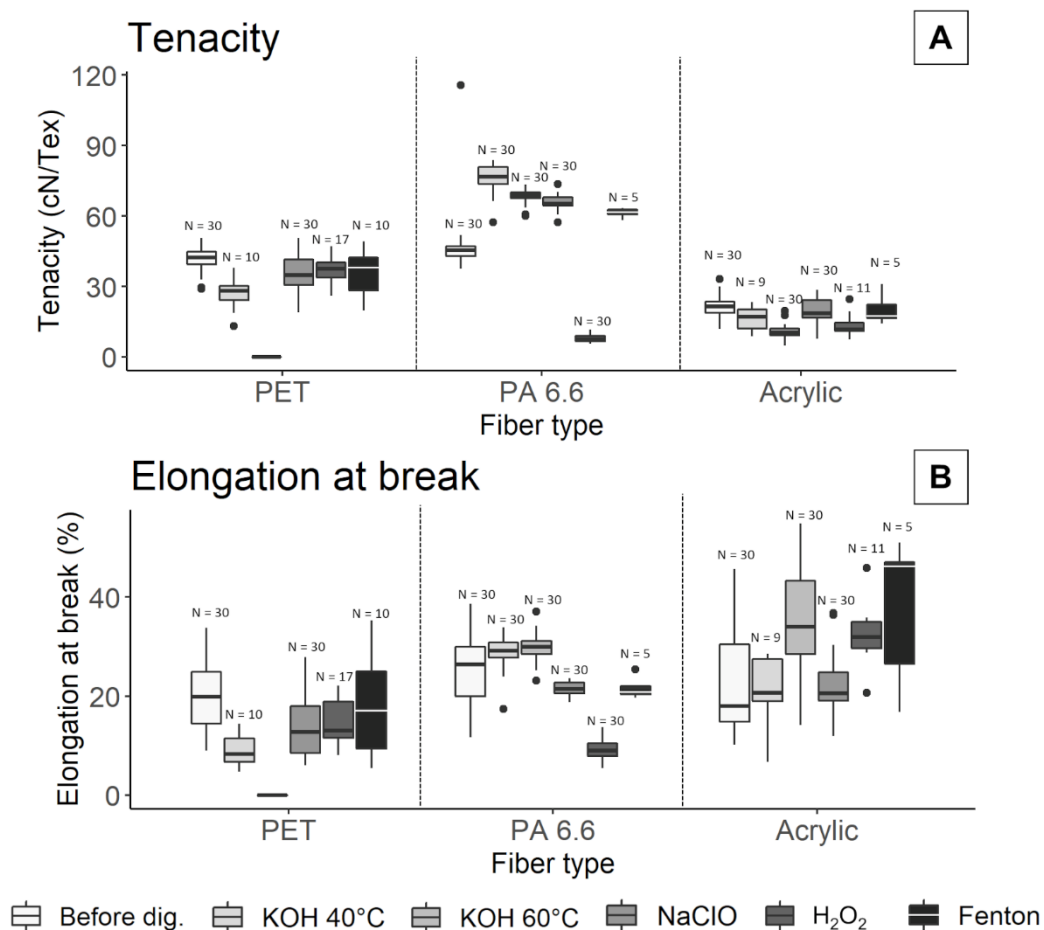 Tenacity
A
Tenacity (cN/Tex)
120
90
60
30
0
N = 30
N = 10
N = 30
N = 17
N = 10
N = 30
N = 30
N = 30
N = 30
N = 30
N = 5
N = 30
N = 9
N = 30
N = 30
N = 11
N = 5
PET PA 6.6 Acrylic
Fiber type
Elongation at break
B
Elongation at break (%)
40
20
0
N = 30
N = 10
N = 30
N = 17
N = 10
N = 30
N = 30
N = 30
N = 30
N = 30
N = 5
N = 30
N = 9
N = 30
N = 30
N = 11
N = 5
PET PA 6.6 Acrylic
Fiber type
Before dig. KOH 40°C KOH 60°C NaClO H₂O₂ Fenton